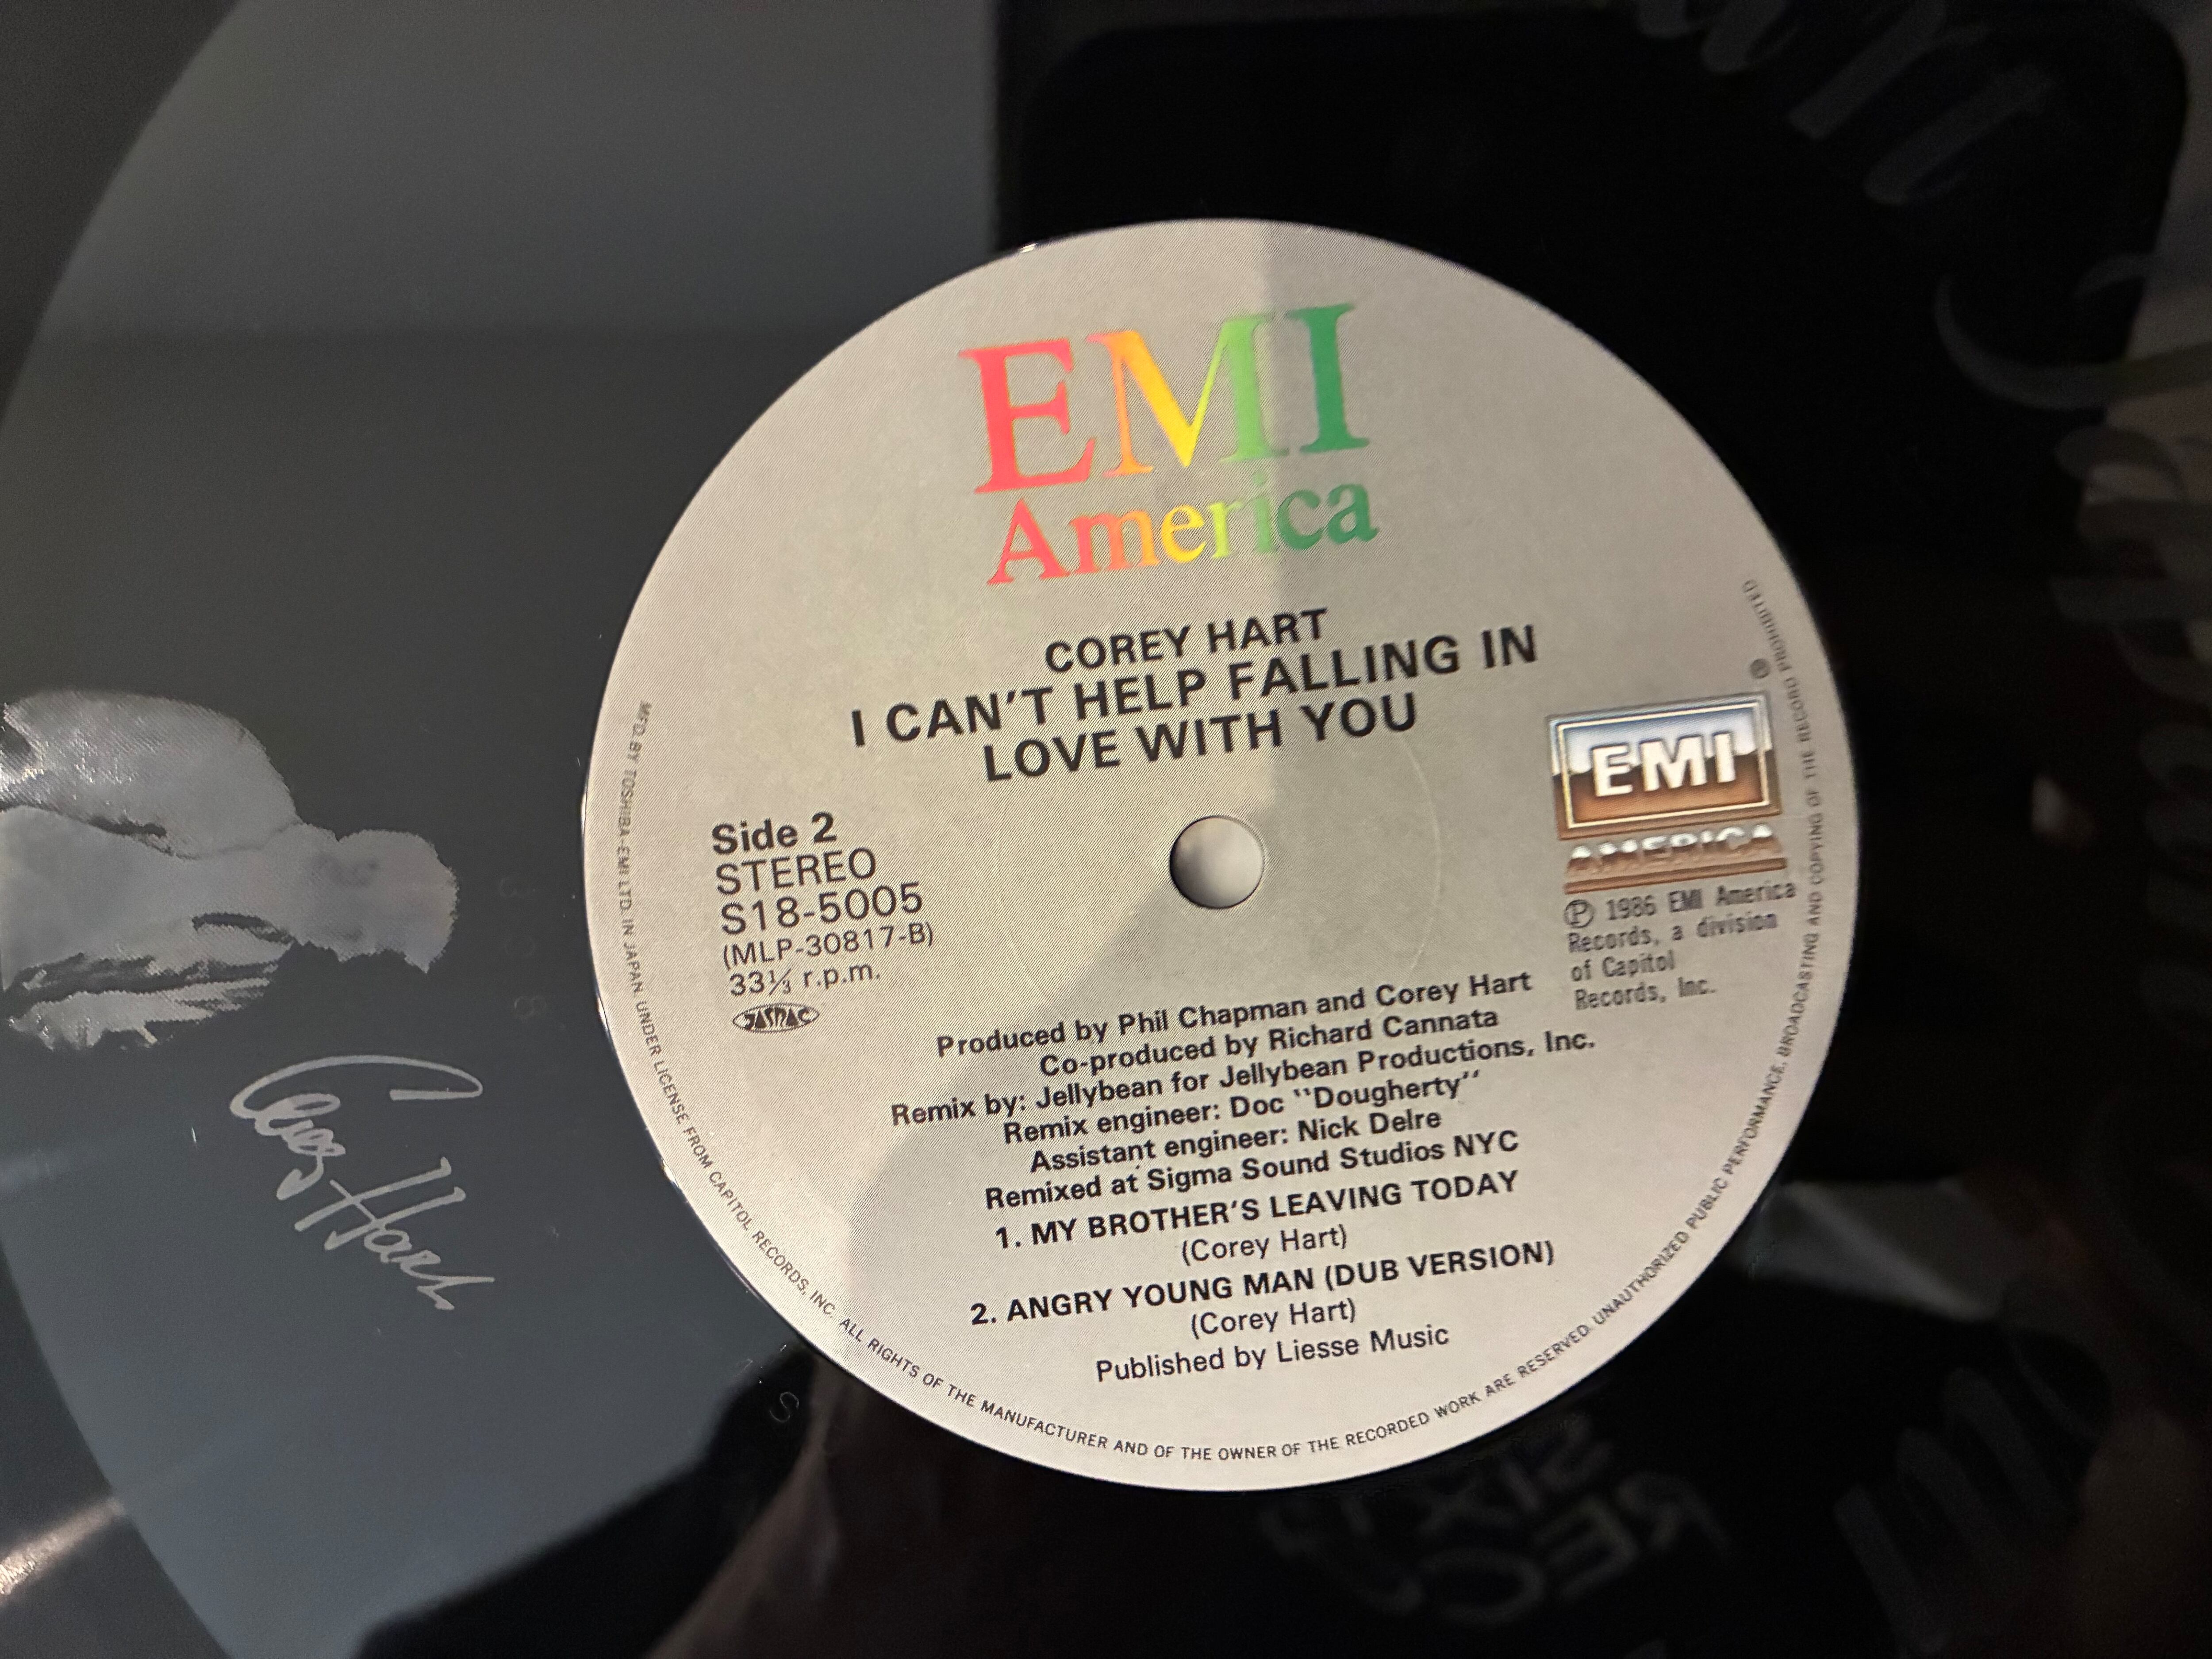 EMI
America
COREY HART
I CAN'T HELP FALLING IN
LOVE WITH YOU
Side 2
STEREO
S18-5005
(MLP-30817-B)
33⅓ r.p.m.
JASRAC
EMI
AMERICA
®
Ⓟ 1986 EMI America
Records, a division
of Capitol
Records, Inc.
Produced by Phil Chapman and Corey Hart
Co-produced by Richard Cannata
Remix by: Jellybean for Jellybean Productions, Inc.
Remix engineer: Doc "Dougherty"
Assistant engineer: Nick Delre
Remixed at Sigma Sound Studios NYC
1. MY BROTHER'S LEAVING TODAY
(Corey Hart)
2. ANGRY YOUNG MAN (DUB VERSION)
(Corey Hart)
Published by Liesse Music
MFD. BY TOSHIBA-EMI LTD. IN JAPAN UNDER LICENSE FROM CAPITOL RECORDS, INC. ALL RIGHTS OF THE MANUFACTURER AND OF THE OWNER OF THE RECORDED WORK ARE RESERVED. UNAUTHORIZED PUBLIC PERFORMANCE, BROADCASTING AND COPYING OF THE RECORD PROHIBITED
Corey Hart